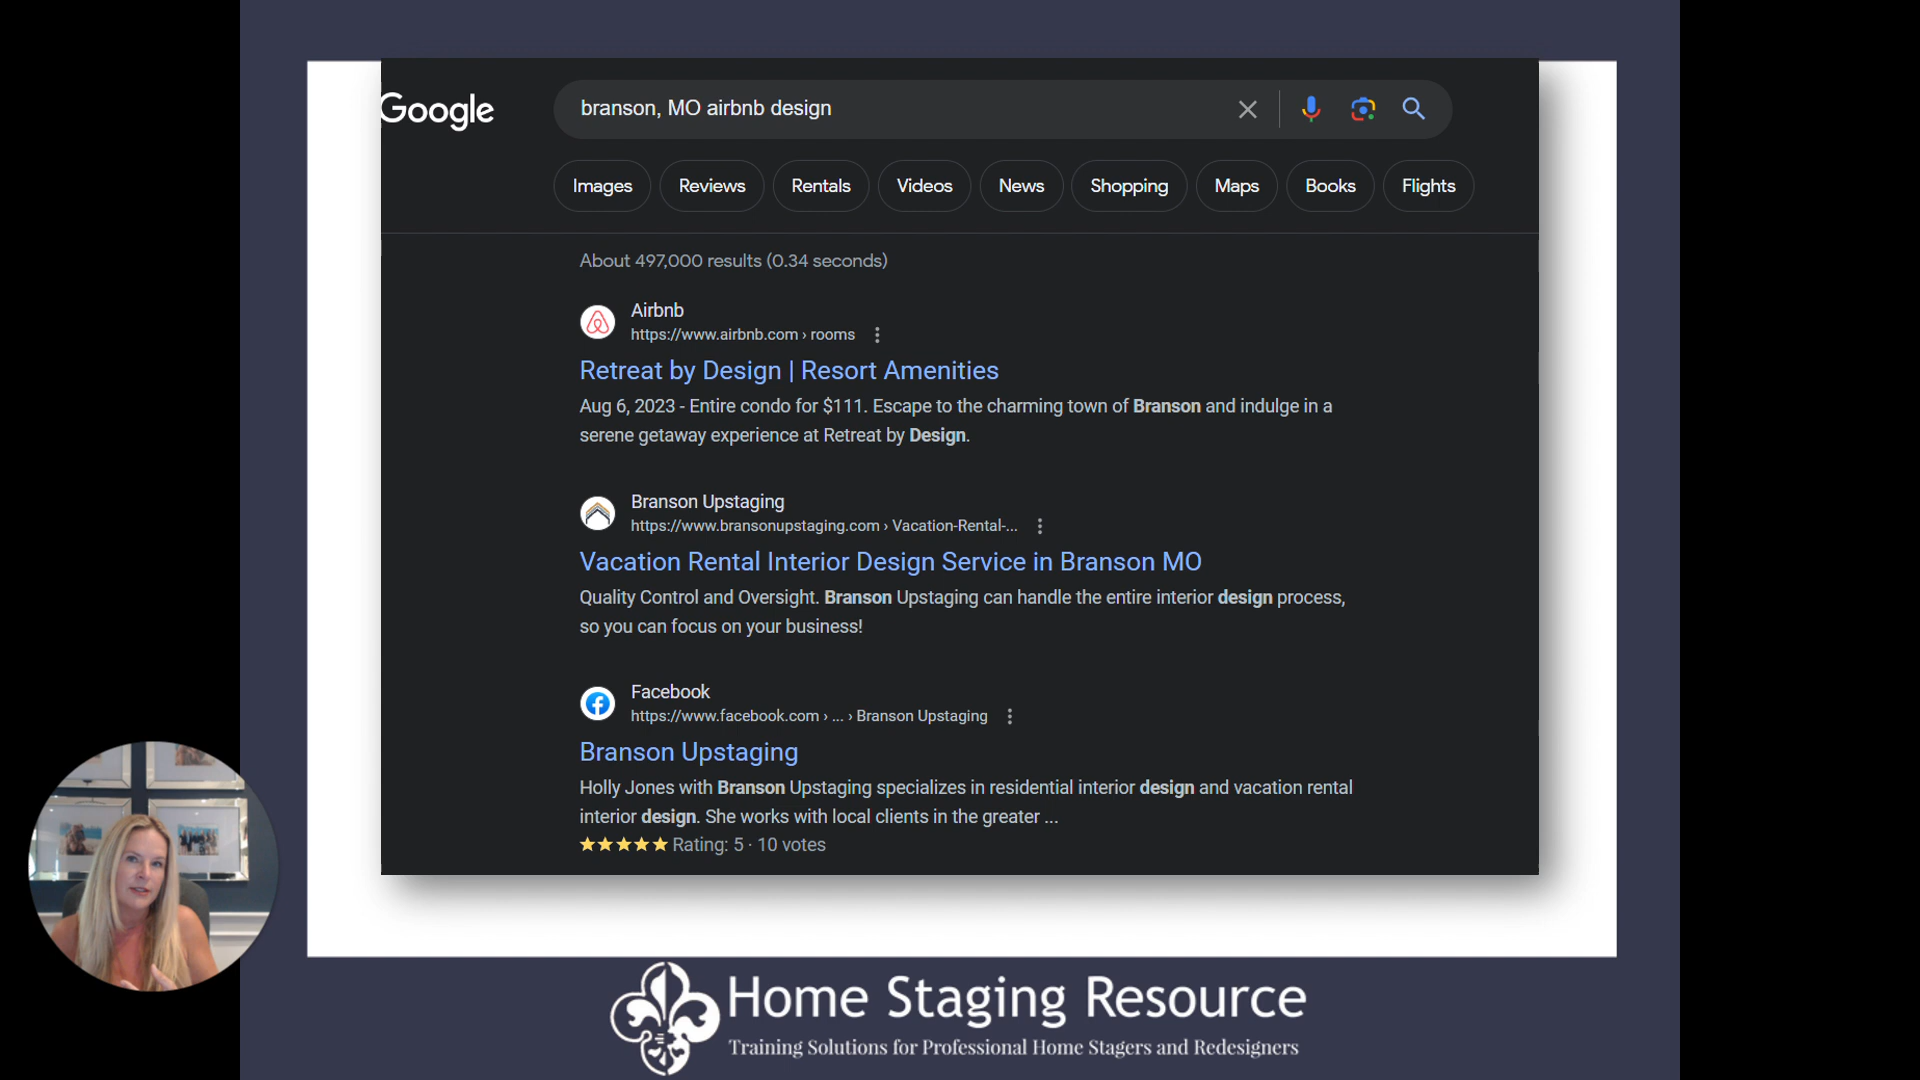 Google
branson, MO airbnb design
Images
Reviews
Rentals
Videos
News
Shopping
Maps
Books
Flights
About 497,000 results (0.34 seconds)
Airbnb
https://www.airbnb.com › rooms
Retreat by Design | Resort Amenities
Aug 6, 2023 - Entire condo for $111. Escape to the charming town of Branson and indulge in a
serene getaway experience at Retreat by Design.
Branson Upstaging
https://www.bransonupstaging.com › Vacation-Rental-...
Vacation Rental Interior Design Service in Branson MO
Quality Control and Oversight. Branson Upstaging can handle the entire interior design process,
so you can focus on your business!
Facebook
https://www.facebook.com › ... › Branson Upstaging
Branson Upstaging
Holly Jones with Branson Upstaging specializes in residential interior design and vacation rental
interior design. She works with local clients in the greater ...
Rating: 5 · 10 votes
Home Staging Resource
Training Solutions for Professional Home Stagers and Redesigners